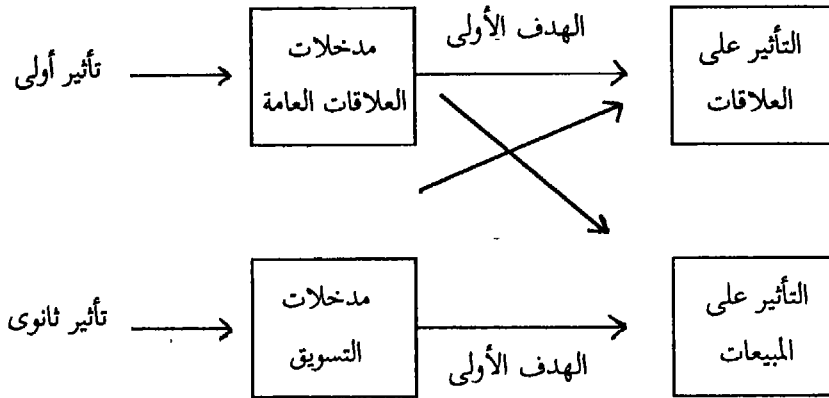 تأثير أولى
مدخلات
العلاقات العامة
الهدف الأولى
التأثير على
العلاقات
تأثير ثانوى
مدخلات
التسويق
الهدف الأولى
التأثير على
المبيعات